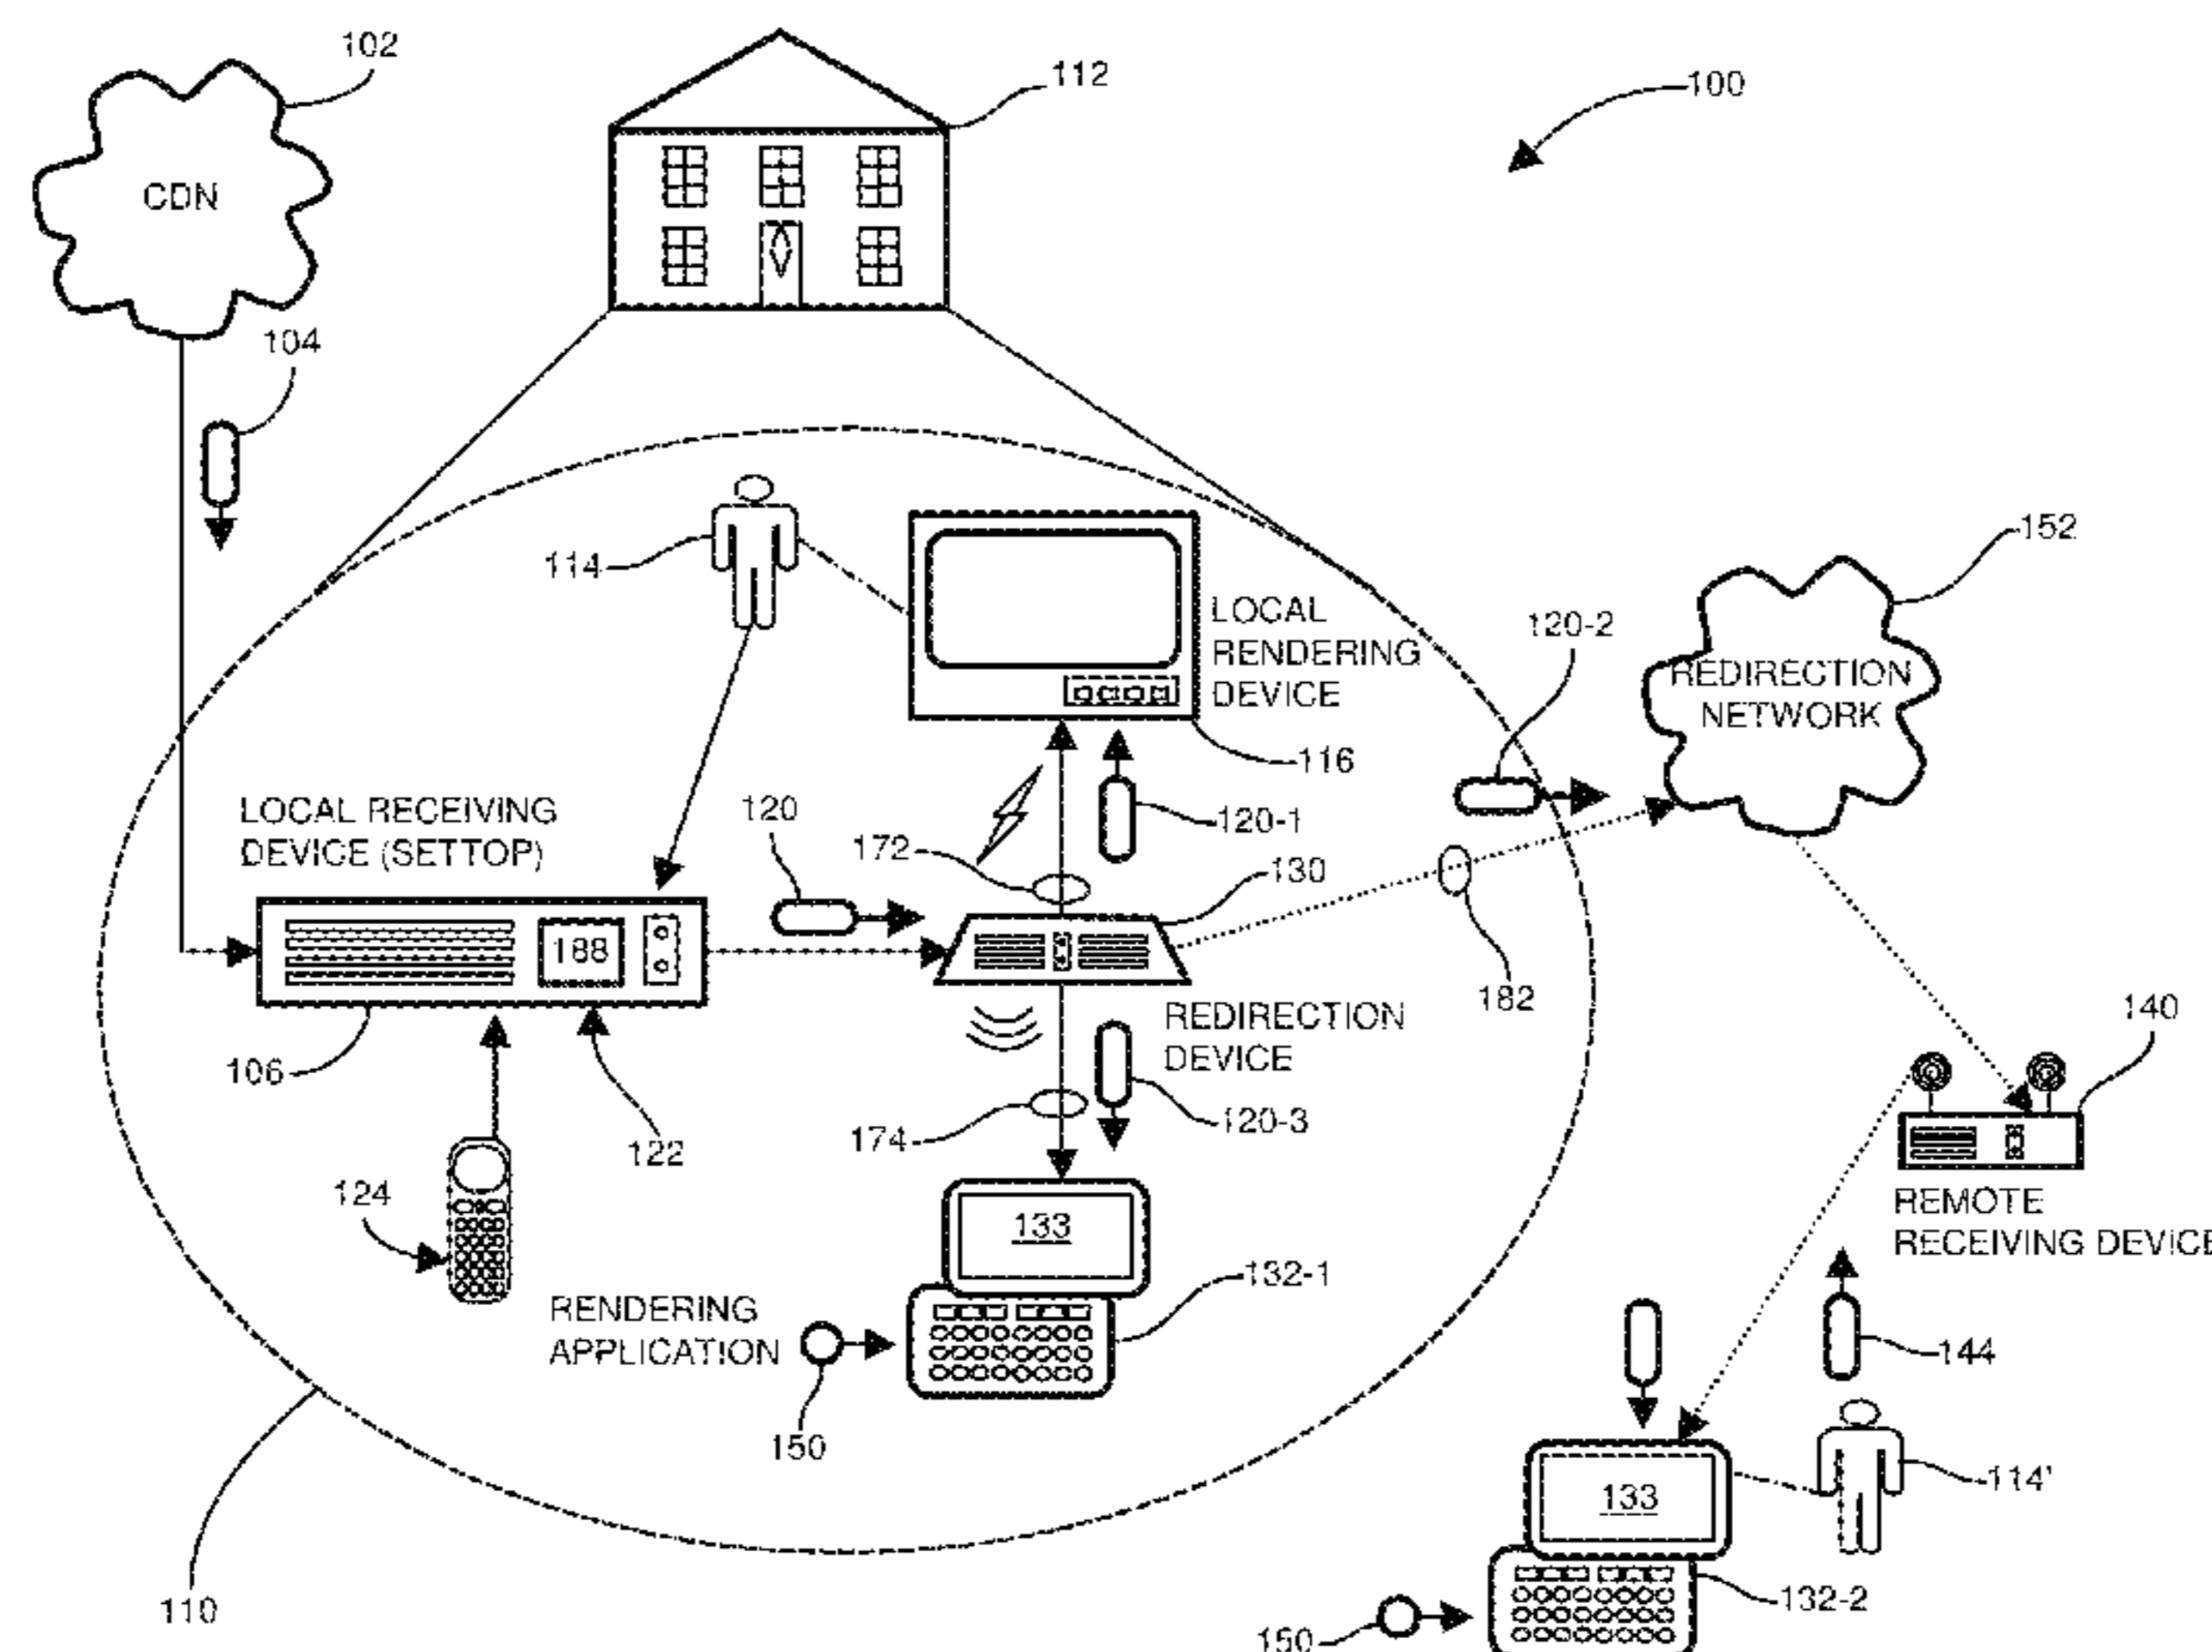 102
112
100
CDN
104
152
114
LOCAL
RENDERING
DEVICE
120-2
REDIRECTION
NETWORK
116
LOCAL RECEIVING
DEVICE (SETTOP)
120
120-1
172
130
188
182
REDIRECTION
DEVICE
140
106
122
174
120-3
REMOTE
RECEIVING DEVICE
124
133
132-1
RENDERING
APPLICATION
144
150
133
114'
110
132-2
150